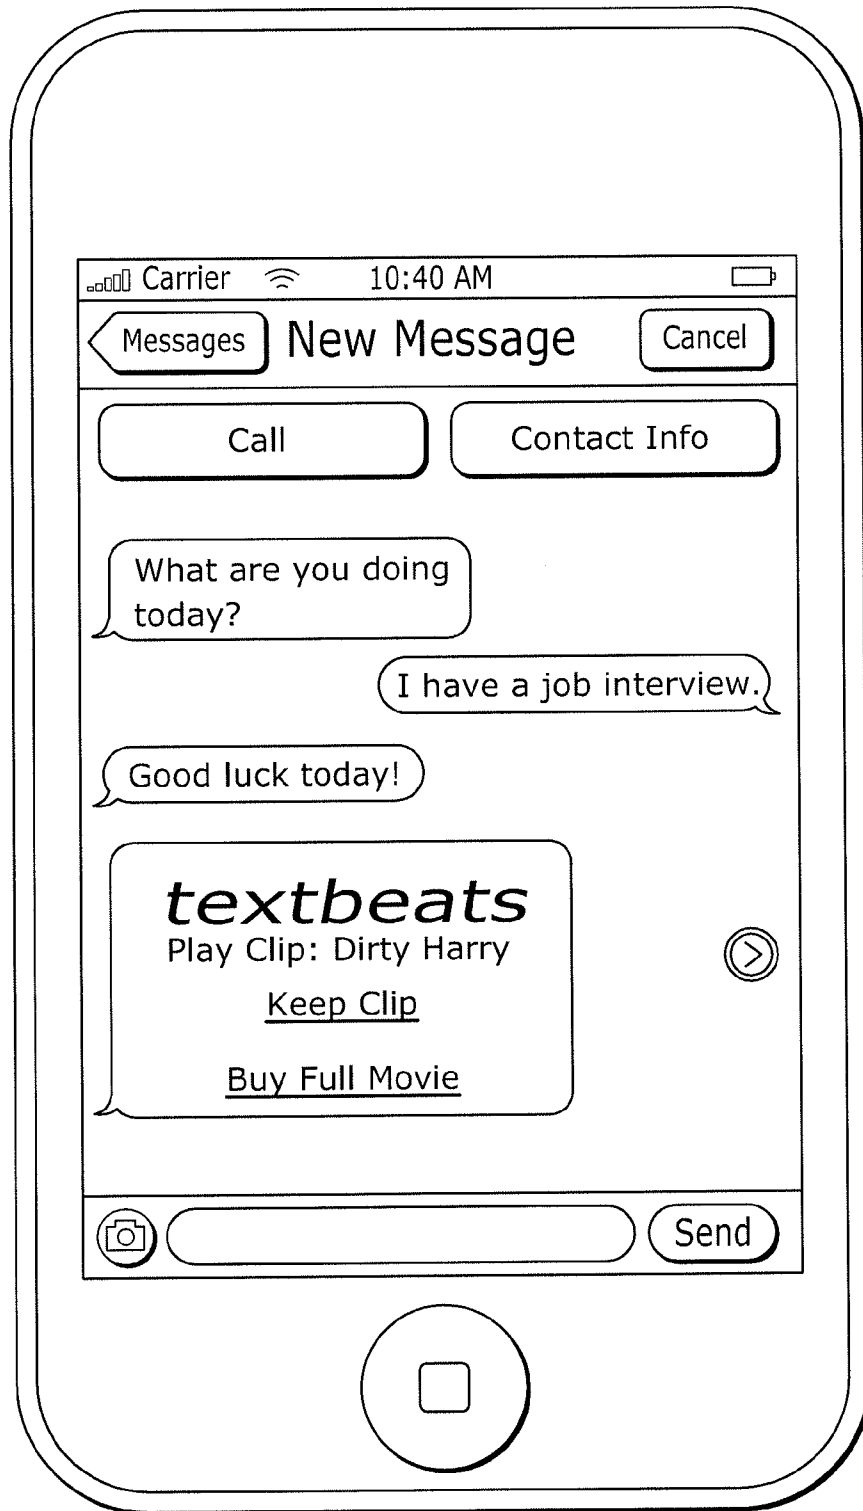 Carrier 10:40 AM
Messages New Message Cancel
Call Contact Info
What are you doing
today?
I have a job interview.
Good luck today!
textbeats
Play Clip: Dirty Harry
Keep Clip
Buy Full Movie
Send